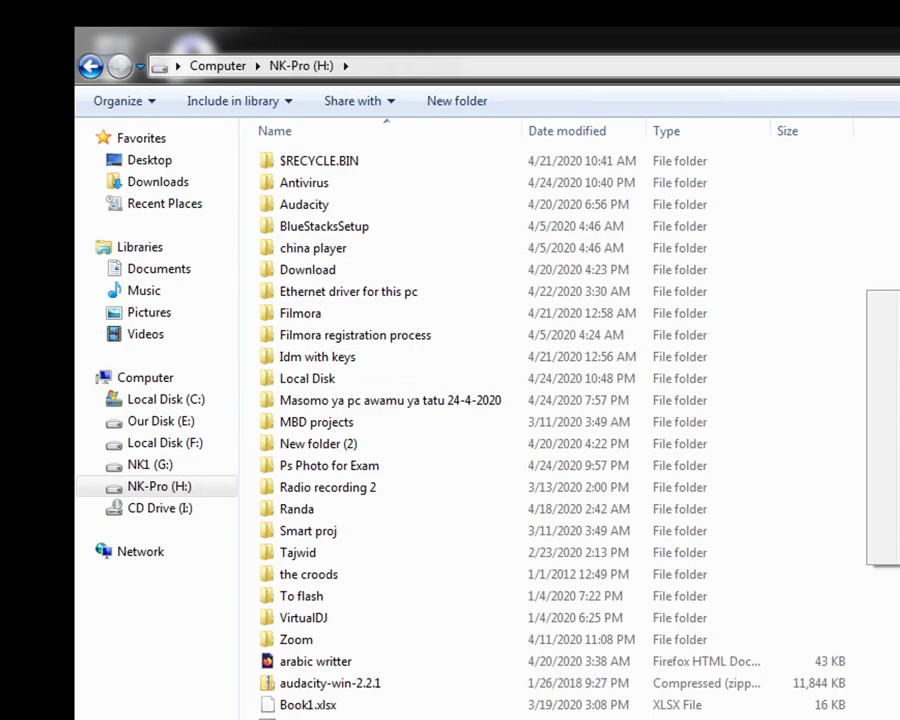 Computer NK-Pro (H:)
Organize Include in library Share with New folder
Name Date modified Type Size
Favorites
Desktop
Downloads
Recent Places
Libraries
Documents
Music
Pictures
Videos
Computer
Local Disk (C:)
Our Disk (E:)
Local Disk (F:)
NK1 (G:)
NK-Pro (H:)
CD Drive (I:)
Network
$RECYCLE.BIN 4/21/2020 10:41 AM File folder
Antivirus 4/24/2020 10:40 PM File folder
Audacity 4/20/2020 6:56 PM File folder
BlueStacksSetup 4/5/2020 4:46 AM File folder
china player 4/5/2020 4:46 AM File folder
Download 4/20/2020 4:23 PM File folder
Ethernet driver for this pc 4/22/2020 3:30 AM File folder
Filmora 4/21/2020 12:58 AM File folder
Filmora registration process 4/5/2020 4:24 AM File folder
Idm with keys 4/21/2020 12:56 AM File folder
Local Disk 4/24/2020 10:48 PM File folder
Masomo ya pc awamu ya tatu 24-4-2020 4/24/2020 7:57 PM File folder
MBD projects 3/11/2020 3:49 AM File folder
New folder (2) 4/20/2020 4:22 PM File folder
Ps Photo for Exam 4/24/2020 9:57 PM File folder
Radio recording 2 3/13/2020 2:00 PM File folder
Randa 4/18/2020 2:42 AM File folder
Smart proj 3/11/2020 3:49 AM File folder
Tajwid 2/23/2020 2:13 PM File folder
the croods 1/1/2012 12:49 PM File folder
To flash 1/4/2020 7:22 PM File folder
VirtualDJ 1/4/2020 6:25 PM File folder
Zoom 4/11/2020 11:08 PM File folder
arabic writter 4/20/2020 3:38 AM Firefox HTML Doc... 43 KB
audacity-win-2.2.1 1/26/2018 9:27 PM Compressed (zipp... 11,844 KB
Book1.xlsx 3/19/2020 3:08 PM XLSX File 16 KB